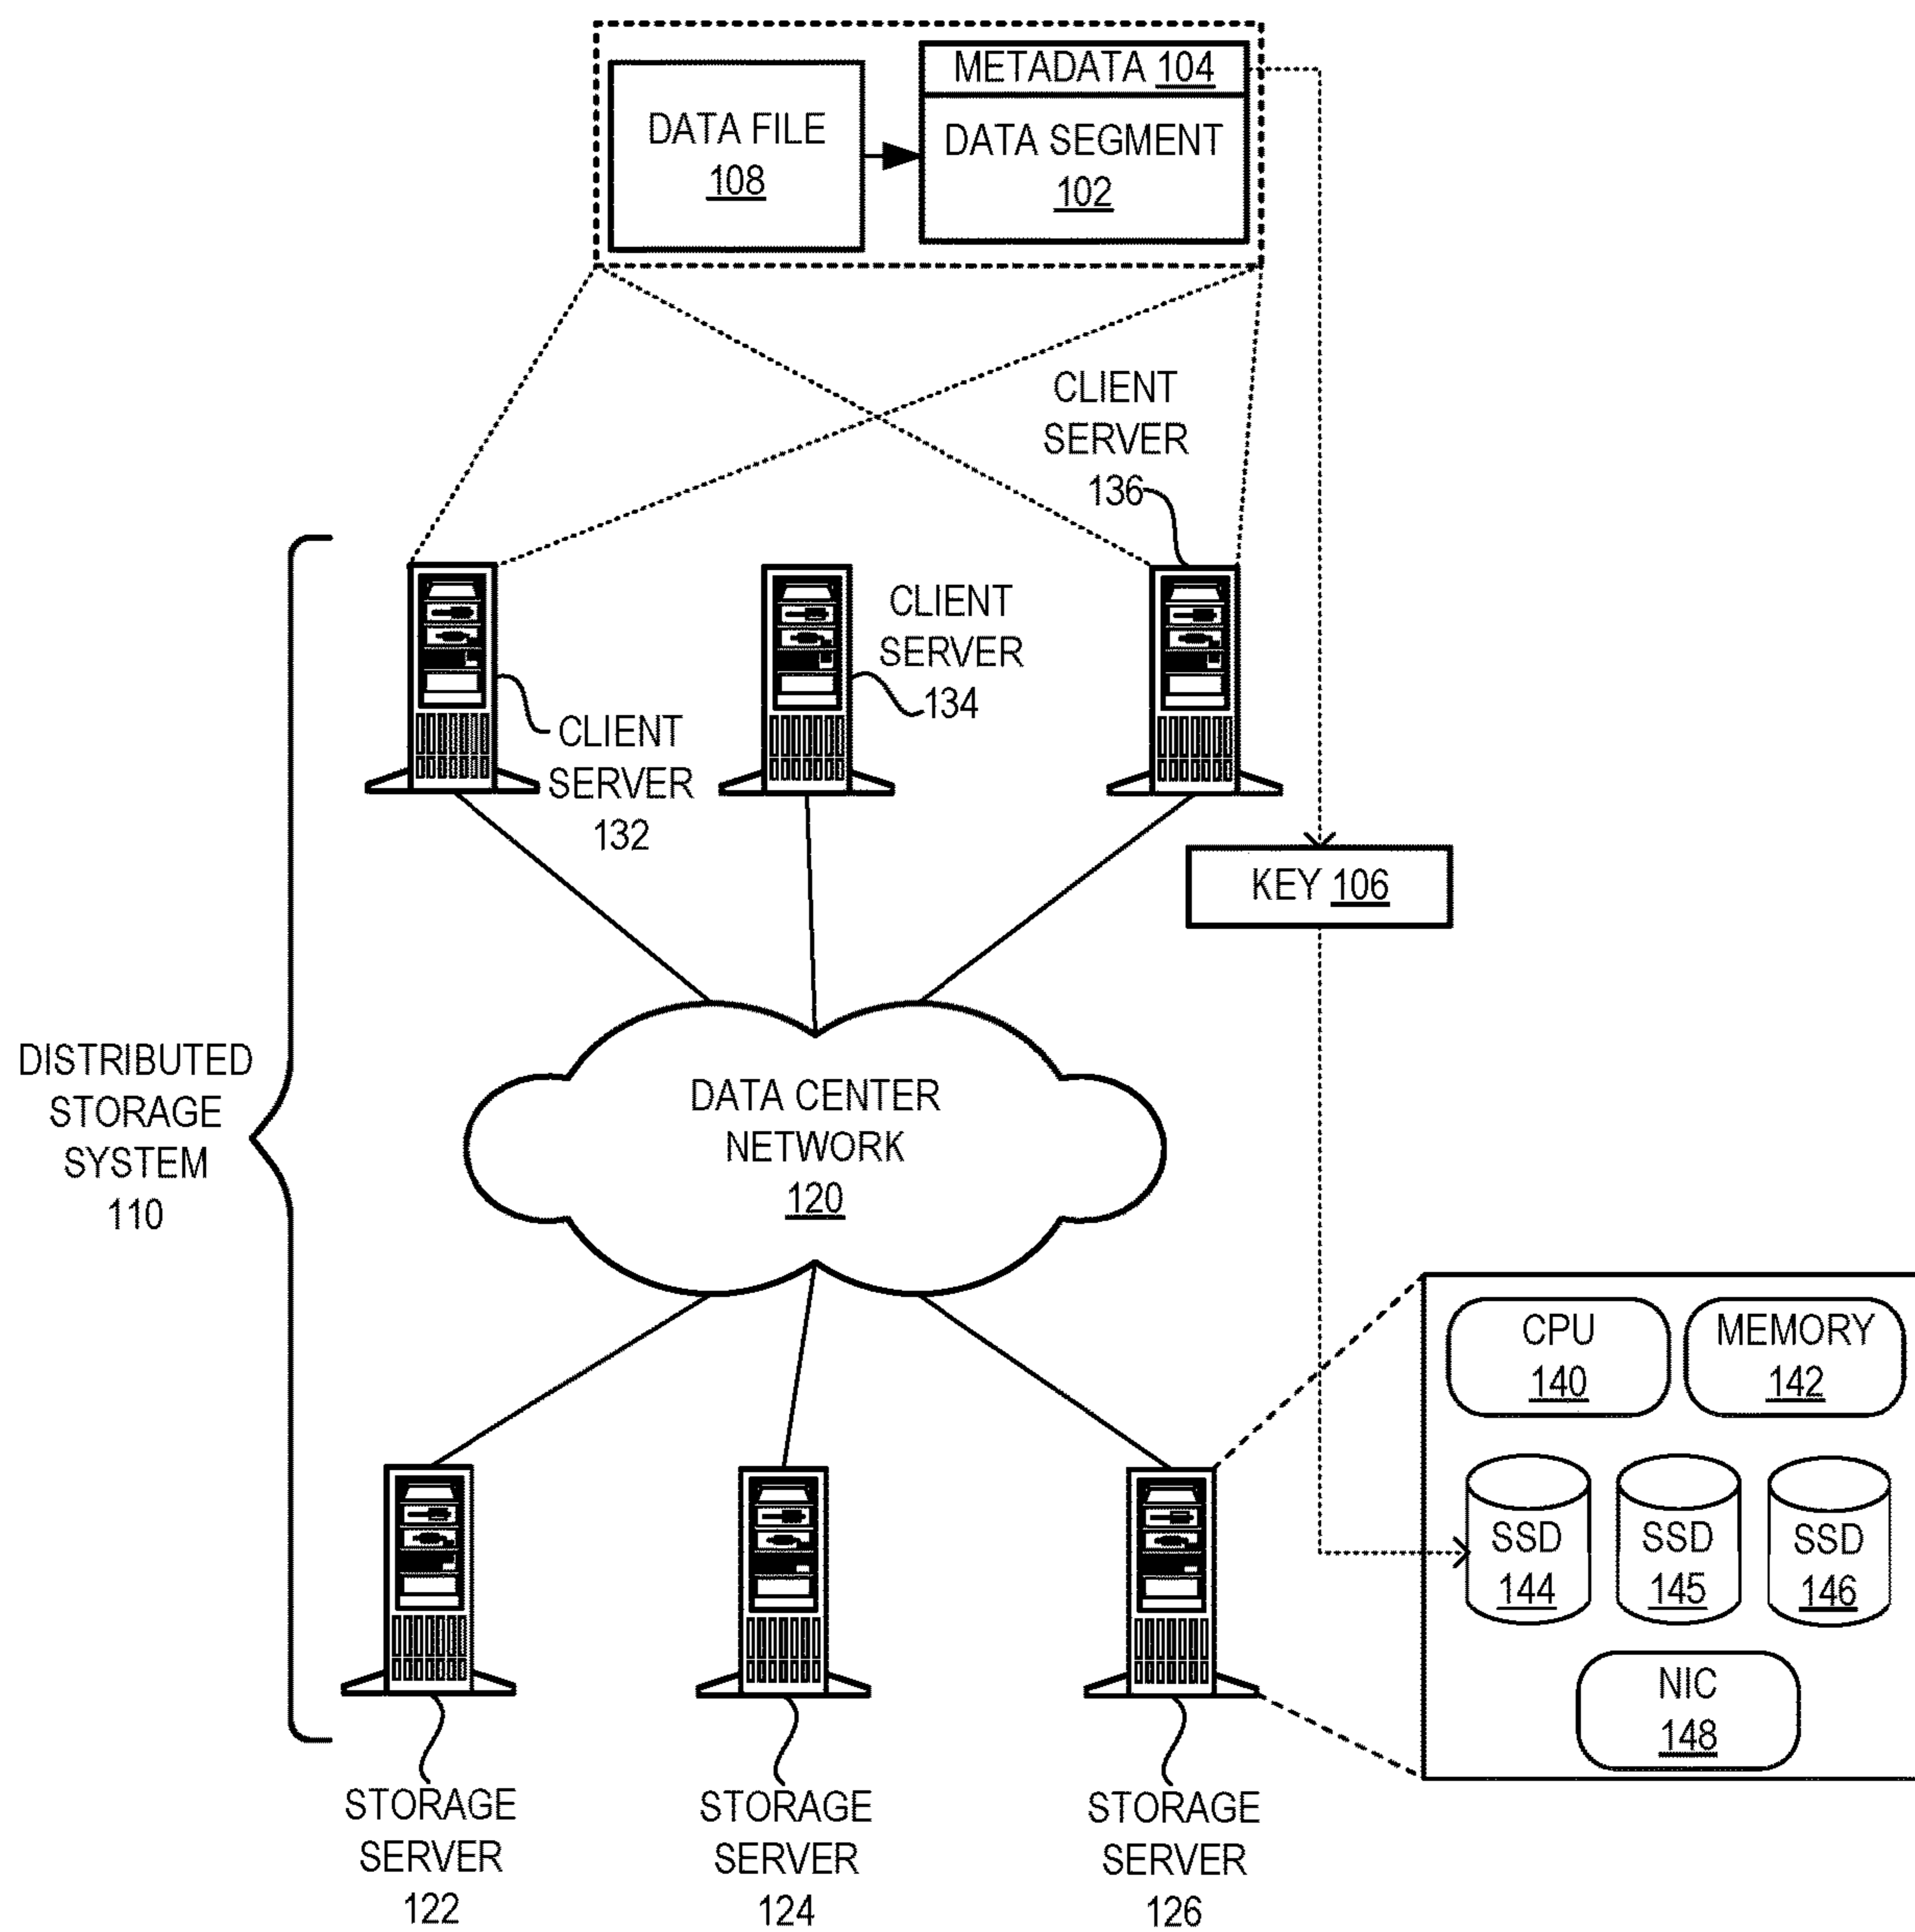 METADATA 104
DATA FILE
108
DATA SEGMENT
102
CLIENT
SERVER
136
CLIENT
SERVER
134
CLIENT
SERVER
132
KEY 106
DISTRIBUTED
STORAGE
SYSTEM
110
DATA CENTER
NETWORK
120
CPU
140
MEMORY
142
SSD
144
SSD
145
SSD
146
NIC
148
STORAGE
SERVER
122
STORAGE
SERVER
124
STORAGE
SERVER
126